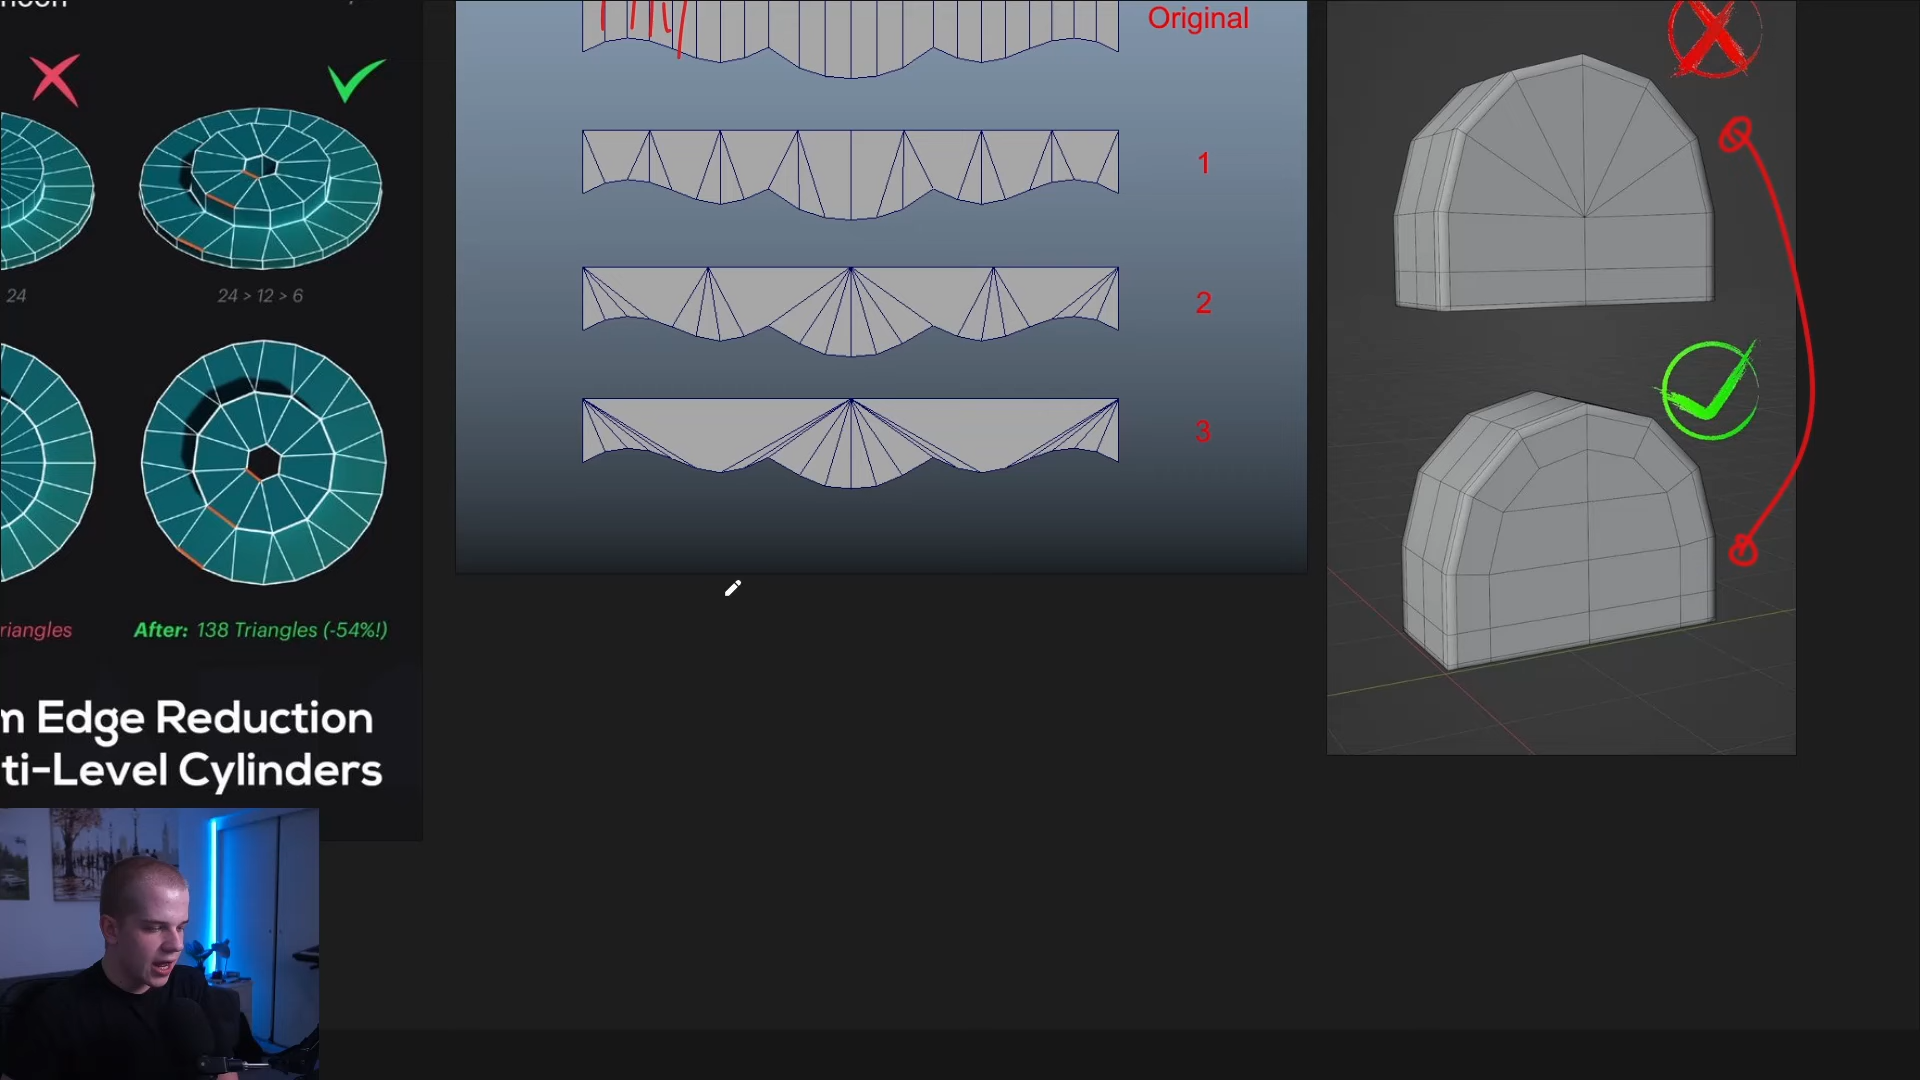 Original
1
2
3
24
24 > 12 > 6
riangles
After: 138 Triangles (-54%!)
m Edge Reduction
ti-Level Cylinders